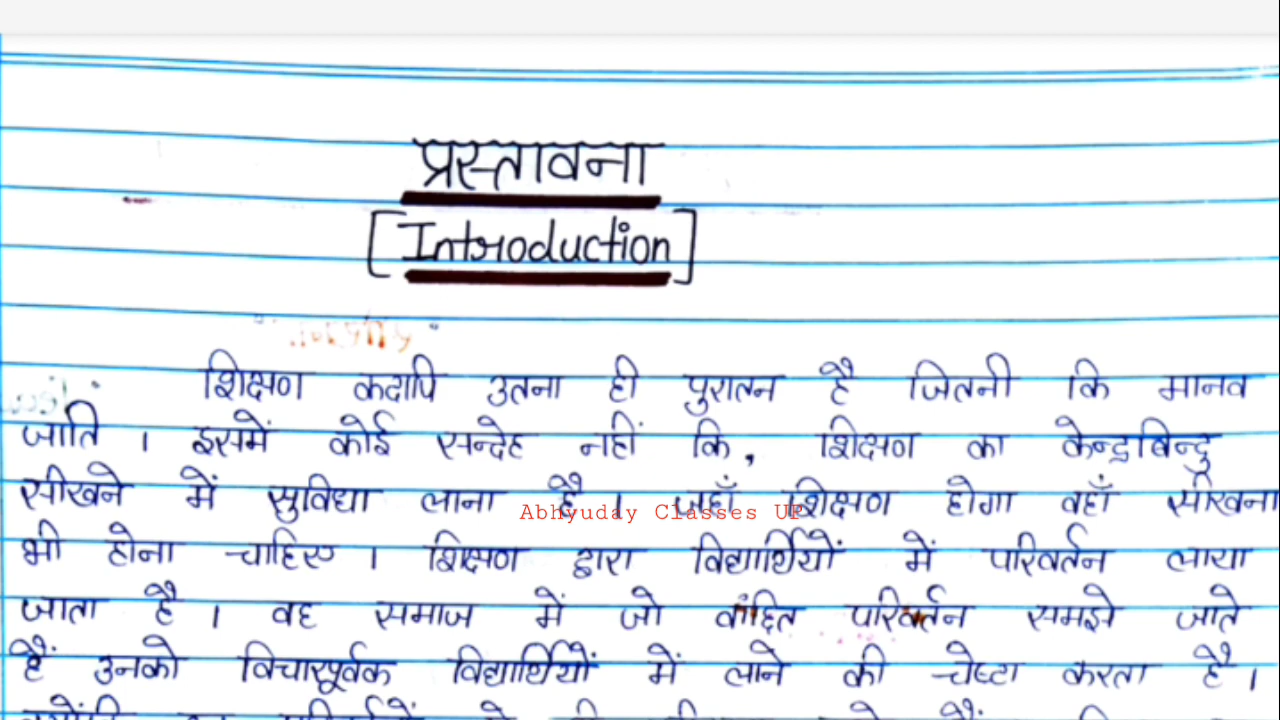 प्रस्तावना
[Introduction]
शिक्षण कदापि उतना ही पुरातन है जितनी कि मानव
जाति । इसमें कोई सन्देह नहीं कि, शिक्षण का केन्द्रबिन्दु
सीखने में सुविधा लाना है । जहाँ शिक्षण होगा वहाँ सीखना
Abhyuday Classes UP
भी होना चाहिए । शिक्षण द्वारा विद्यार्थियों में परिवर्तन लाया
जाता है । वह समाज में जो वांछित परिवर्तन समझे जाते
हैं उनको विचारपूर्वक विद्यार्थियों में लाने की चेष्टा करता है ।